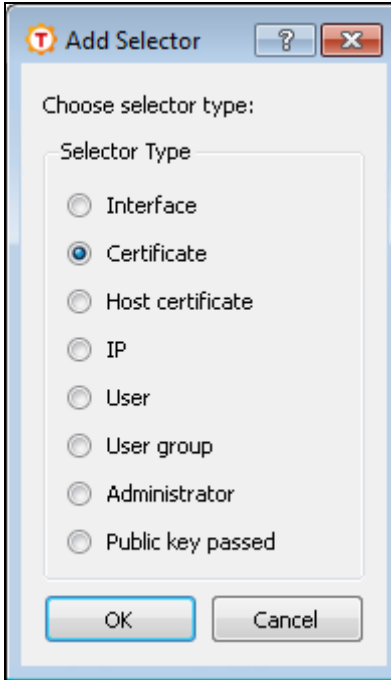 T Add Selector ?
Choose selector type:
Selector Type
Interface
Certificate
Host certificate
IP
User
User group
Administrator
Public key passed
OK Cancel